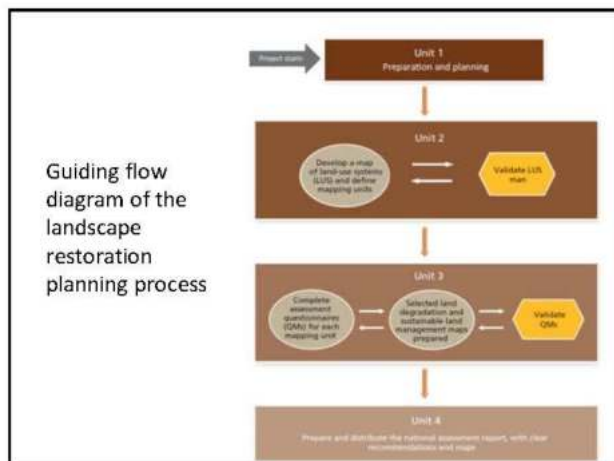 Guiding flow
diagram of the
landscape
restoration
planning process
Project starts
Unit 1
Preparation and planning
Unit 2
Develop a map
of land-use systems
(LUS) and define
mapping units
Validate LUS
man
Unit 3
Complete
assessment
questionnaires
(QMs) for each
mapping unit
Selected land
degradation and
sustainable land
management maps
prepared
Validate
QMs
Unit 4
Prepare and distribute the national assessment report, with clear
recommendations and maps